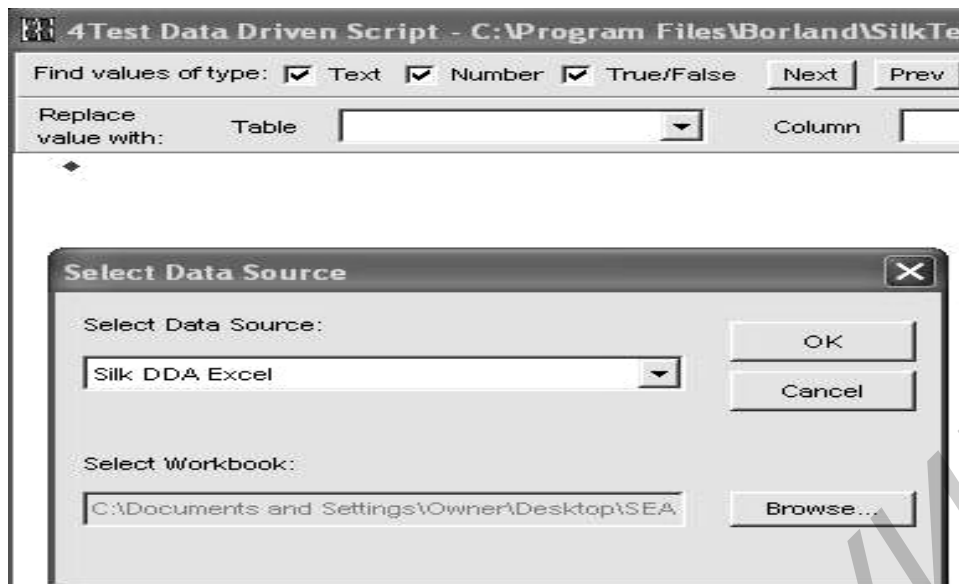 4Test Data Driven Script - C:\Program Files\Borland\SilkTe
Find values of type: Text Number True/False Next Prev
Replace value with: Table Column
Select Data Source
Select Data Source:
OK
Silk DDA Excel
Cancel
Select Workbook:
C:\Documents and Settings\Owner\Desktop\SEA Browse...